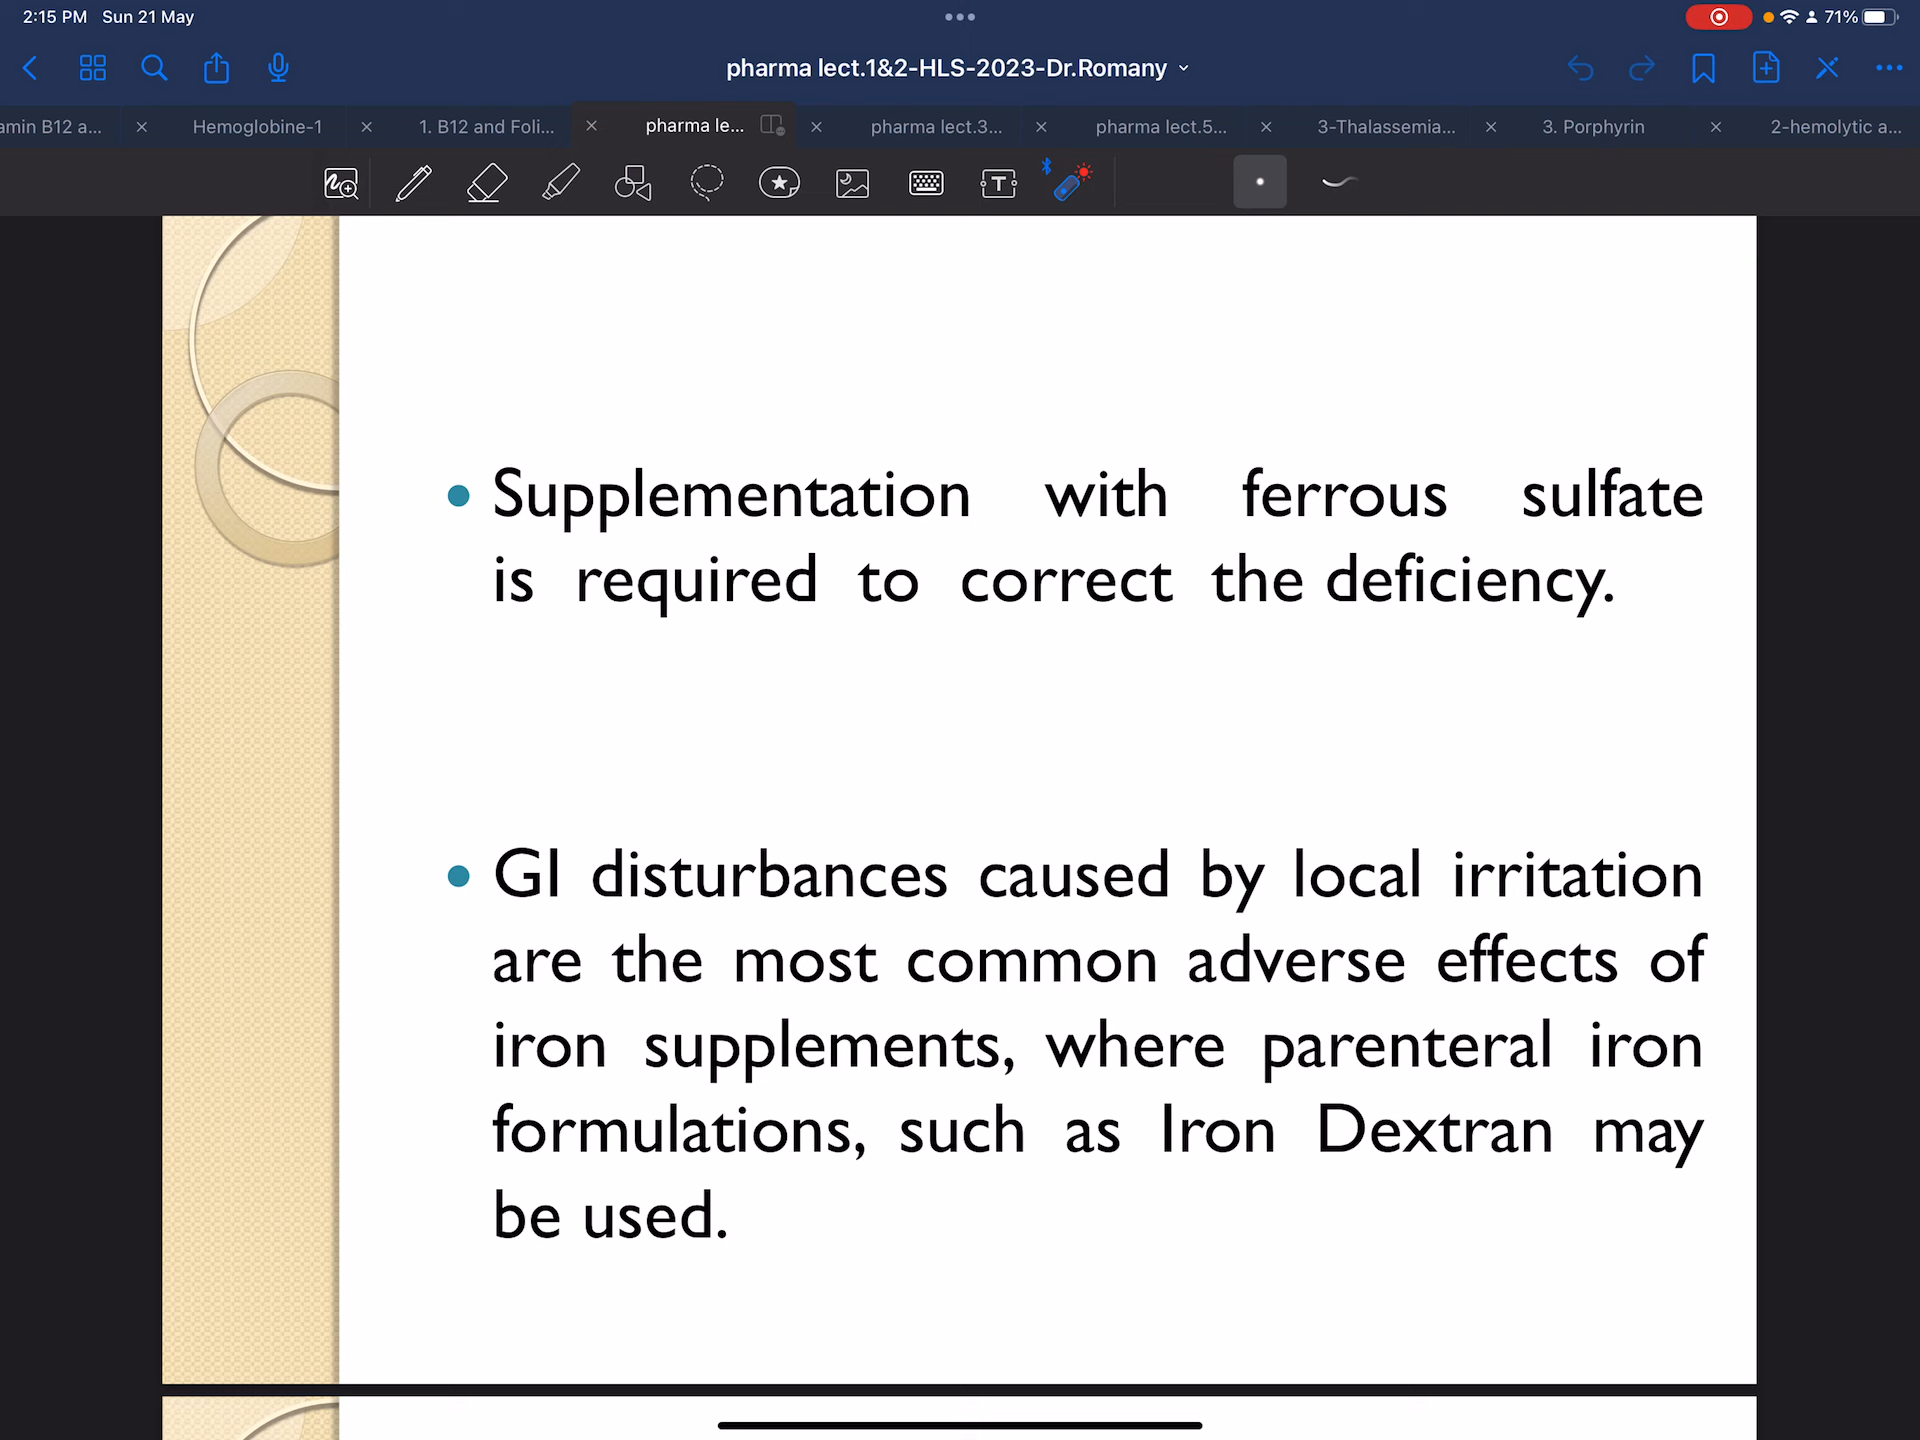 2:15 PM Sun 21 May
71%
pharma lect.1&2-HLS-2023-Dr.Romany
amin B12 a...
Hemoglobine-1
1. B12 and Foli...
pharma le...
pharma lect.3...
pharma lect.5...
3-Thalassemia...
3. Porphyrin
2-hemolytic a...
• Supplementation with ferrous sulfate
is required to correct the deficiency.
• GI disturbances caused by local irritation
are the most common adverse effects of
iron supplements, where parenteral iron
formulations, such as Iron Dextran may
be used.